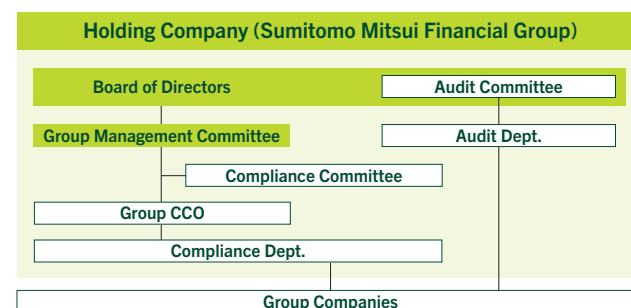 Holding Company (Sumitomo Mitsui Financial Group)
Board of Directors
Audit Committee
Group Management Committee
Audit Dept.
Compliance Committee
Group CCO
Compliance Dept.
Group Companies